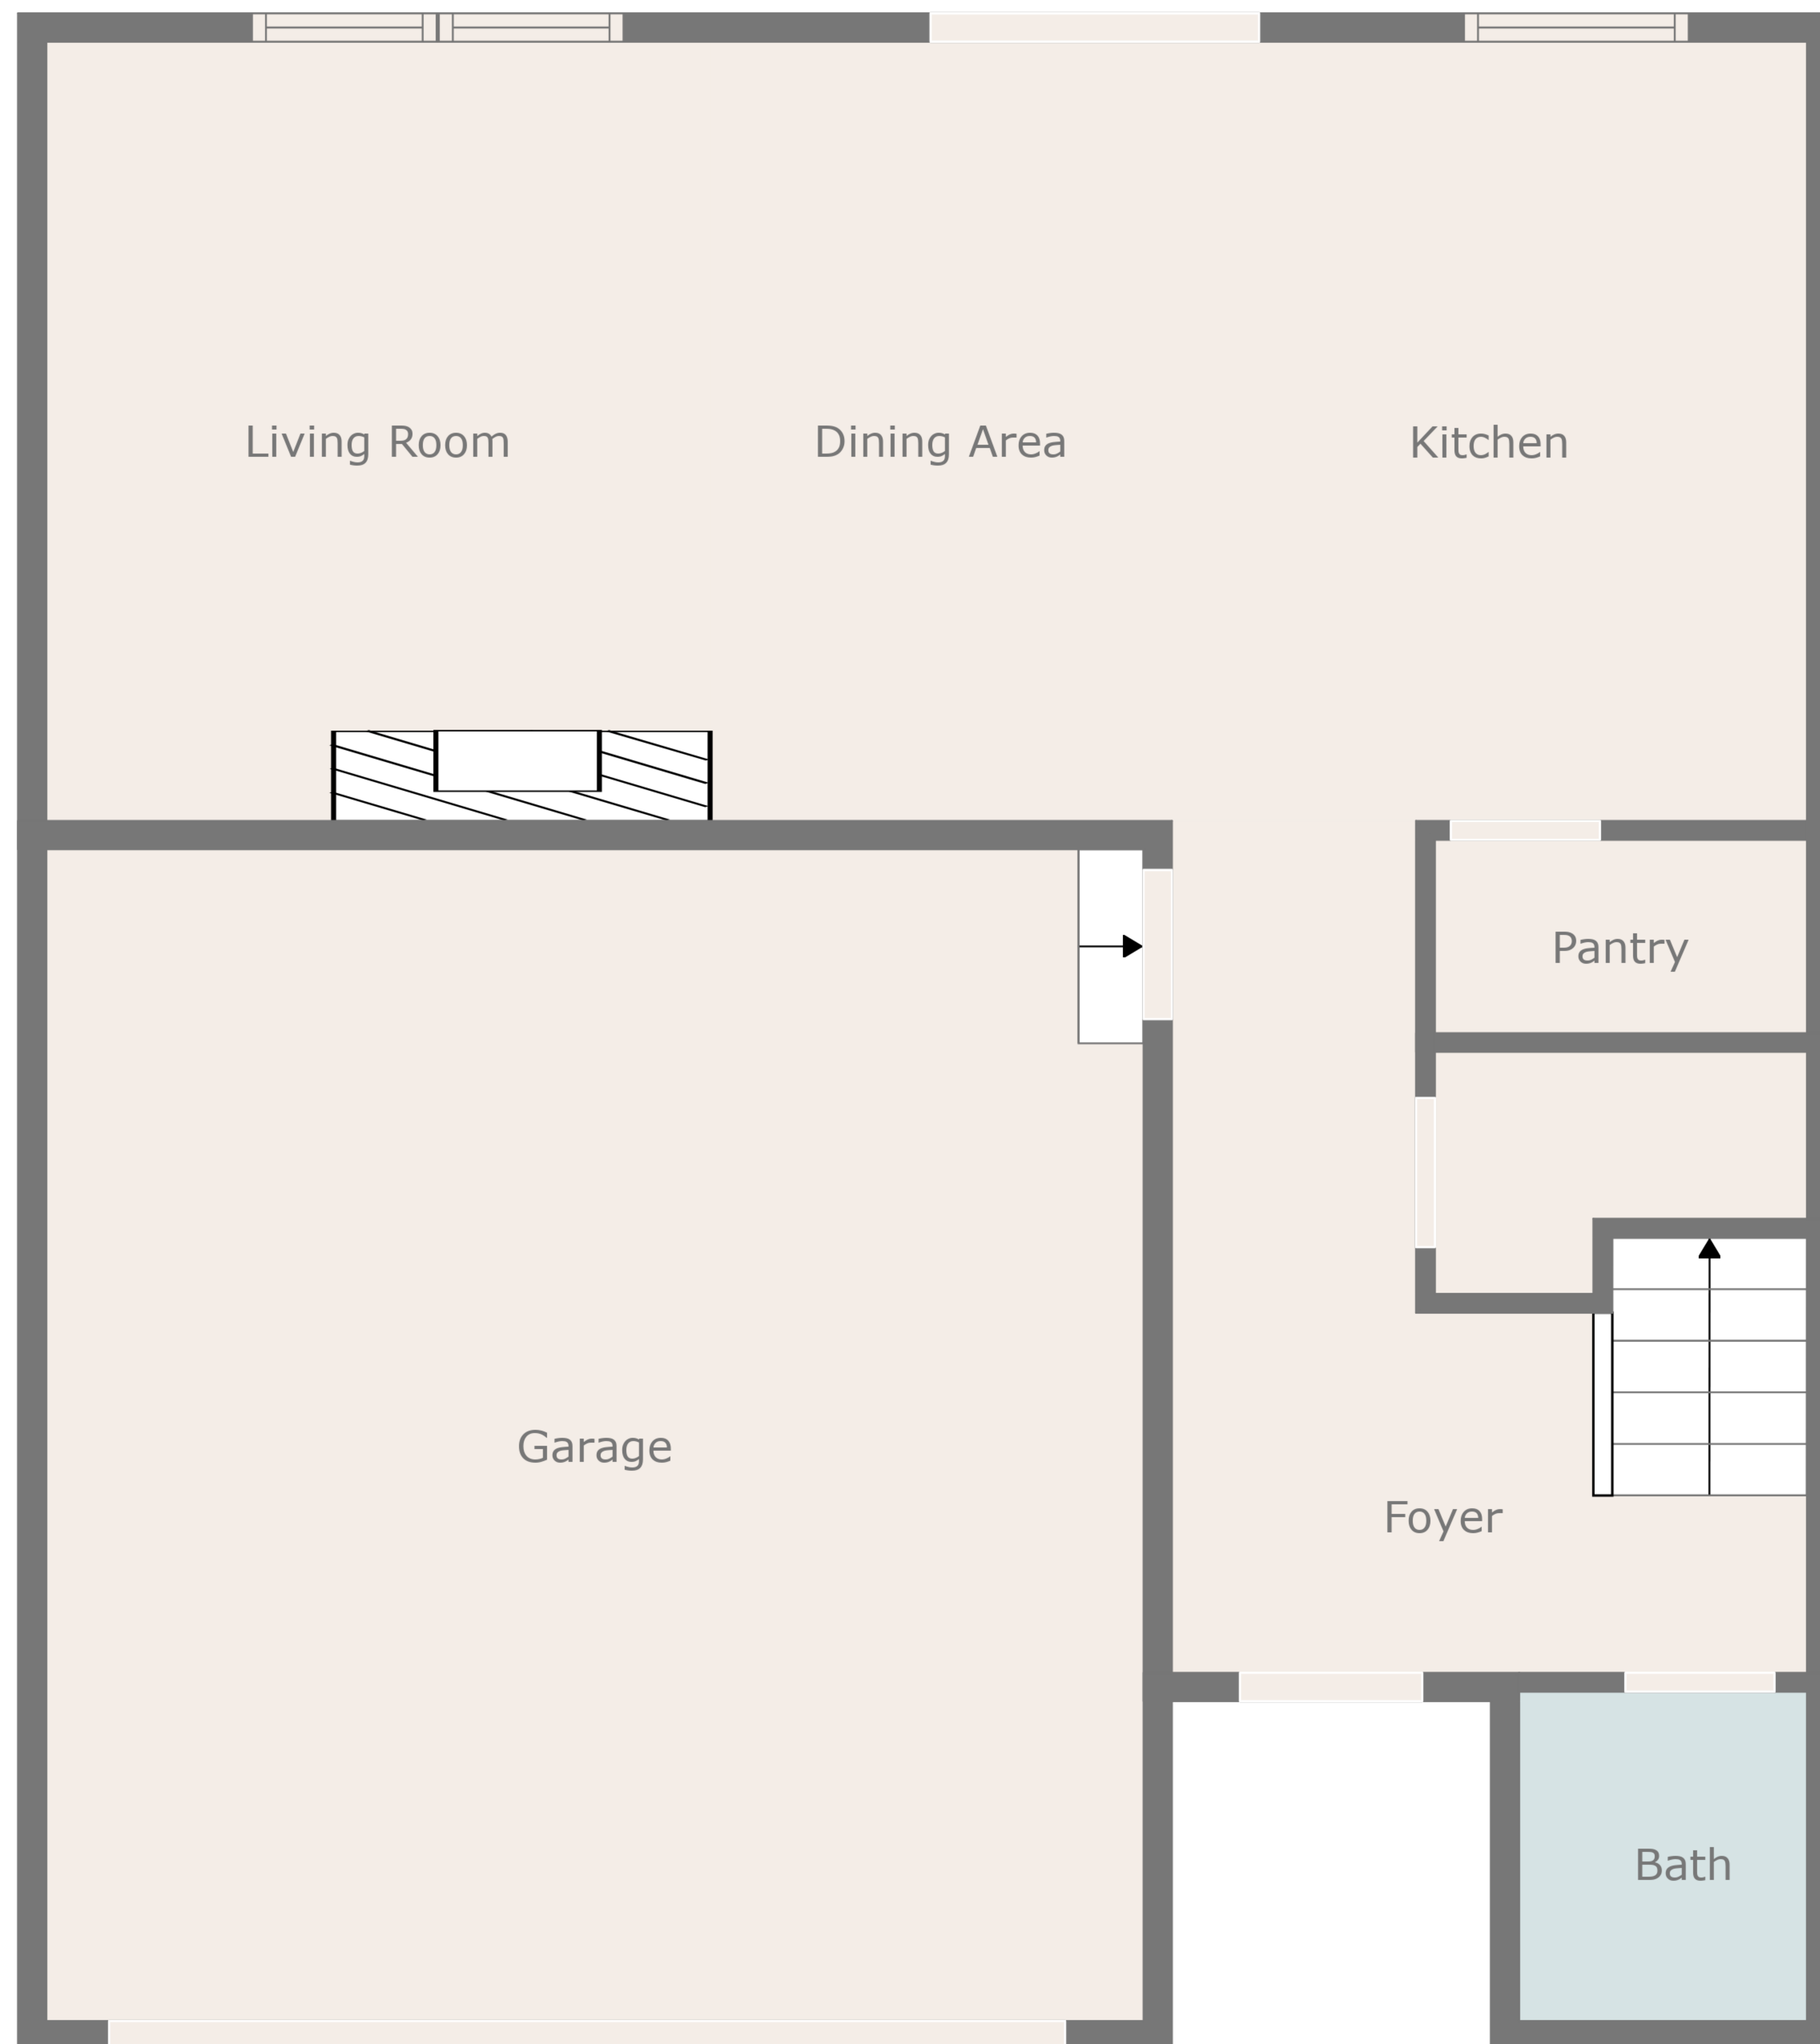 Living Room
Dining Area
Kitchen
Pantry
Garage
Foyer
Bath